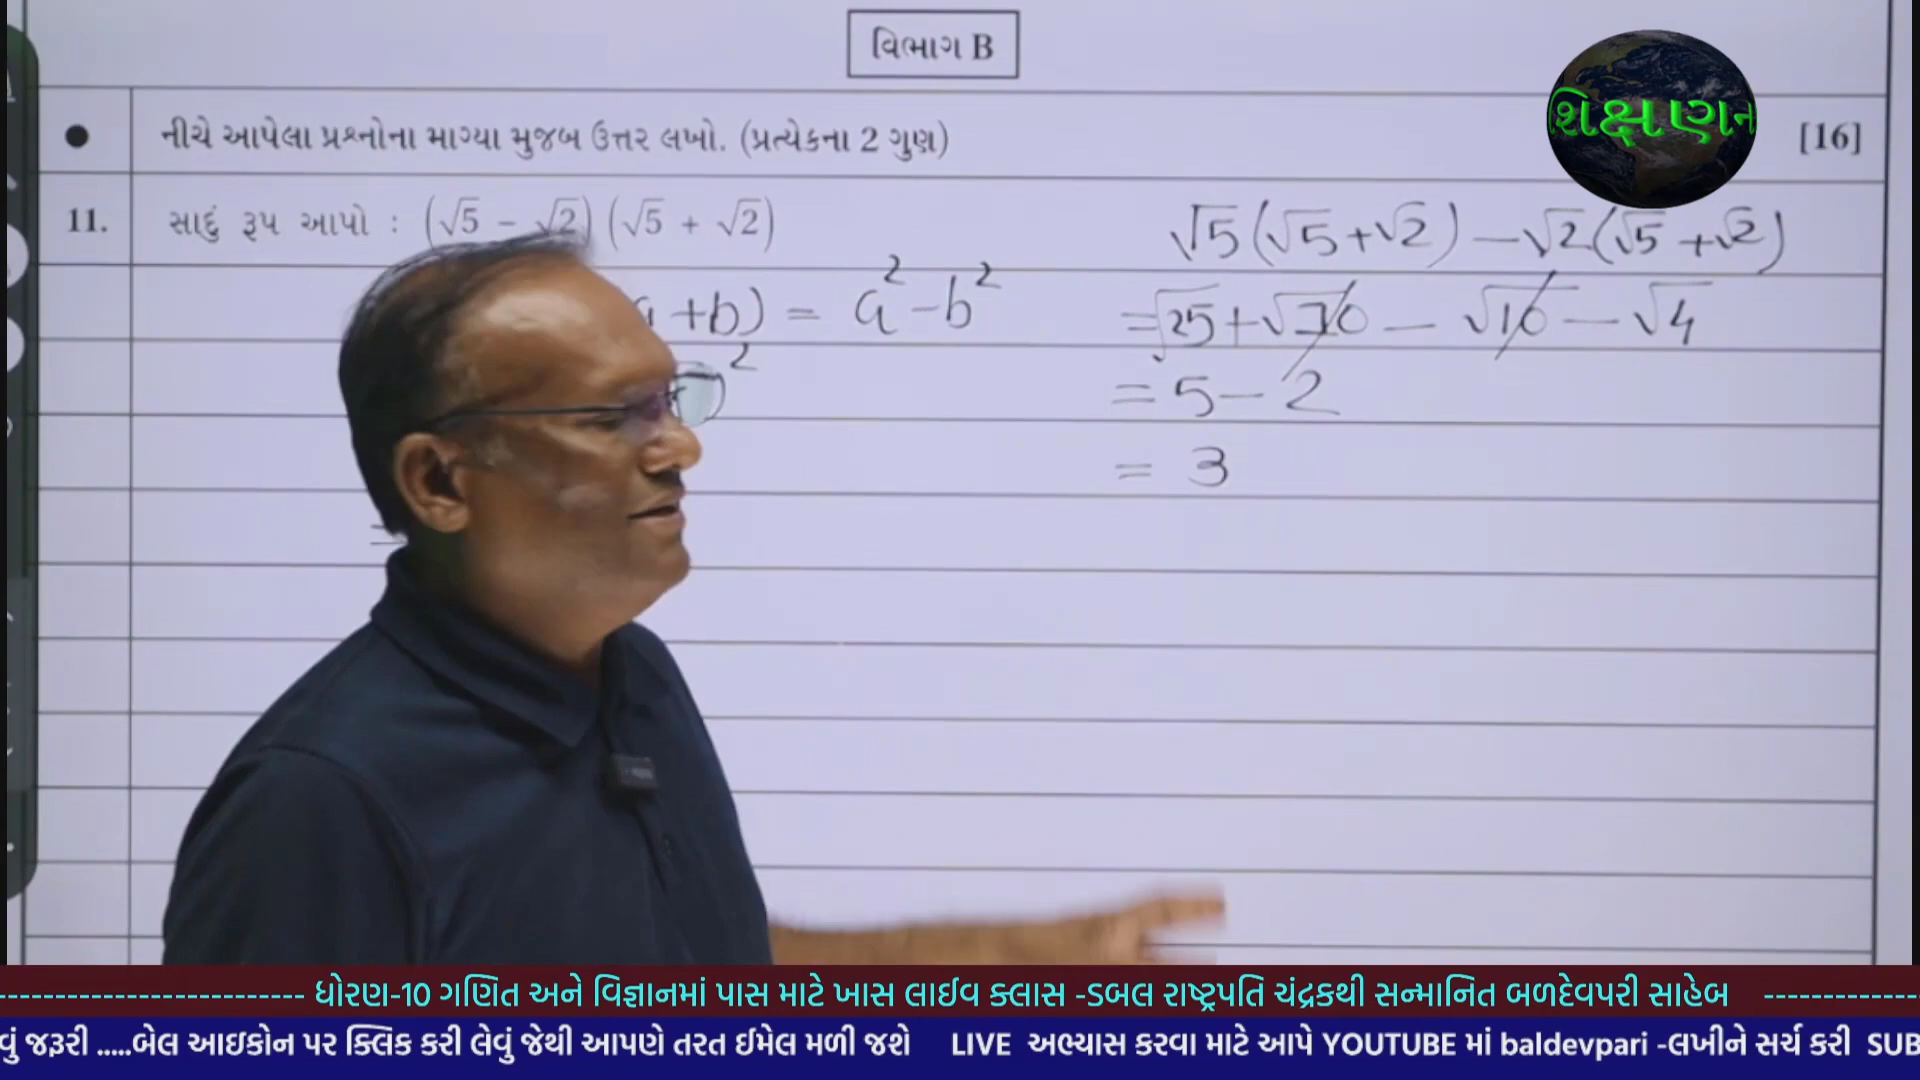 વિભાગ B
શિક્ષણન
નીચે આપેલા પ્રશ્નોના માગ્યા મુજબ ઉત્તર લખો. (પ્રત્યેકના 2 ગુણ) [16]
11. સાદું રૂપ આપો : (√5 − √2) (√5 + √2)
√5(√5+√2) −√2(√5+√2)
+b) = a²-b²
=√25+√10 − √10 − √4
2
= 5−2
= 3
=
---------------------------- ધોરણ-10 ગણિત અને વિજ્ઞાનમાં પાસ માટે ખાસ લાઈવ ક્લાસ -ડબલ રાષ્ટ્રપતિ ચંદ્રકથી સન્માનિત બળદેવપરી સાહેબ --------------
વું જરૂરી .....બેલ આઇકોન પર ક્લિક કરી લેવું જેથી આપણે તરત ઈમેલ મળી જશે LIVE અભ્યાસ કરવા માટે આપે YOUTUBE માં baldevpari -લખીને સર્ચ કરી SUB